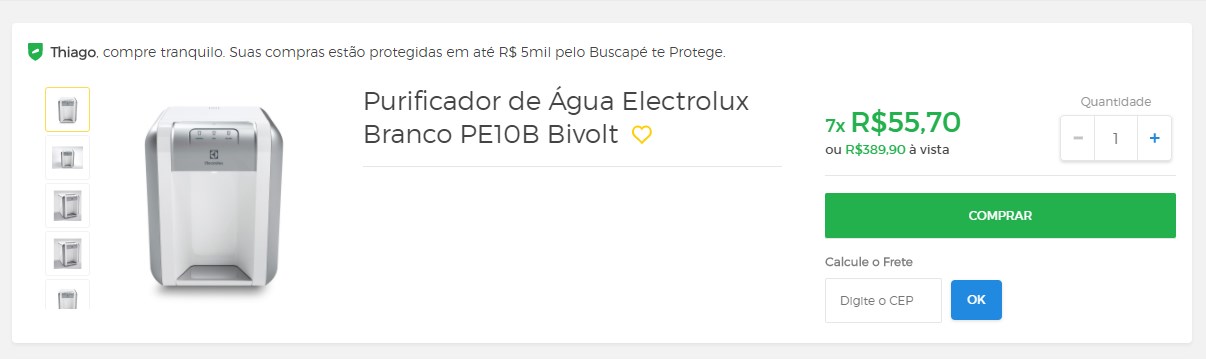 Thiago, compre tranquilo. Suas compras estão protegidas em até R$ 5mil pelo Buscapé te Protege.
Purificador de Água Electrolux
Branco PE10B Bivolt
7x R$55,70
ou R$389,90 à vista
Quantidade
− 1 +
COMPRAR
Calcule o Frete
Digite o CEP
OK